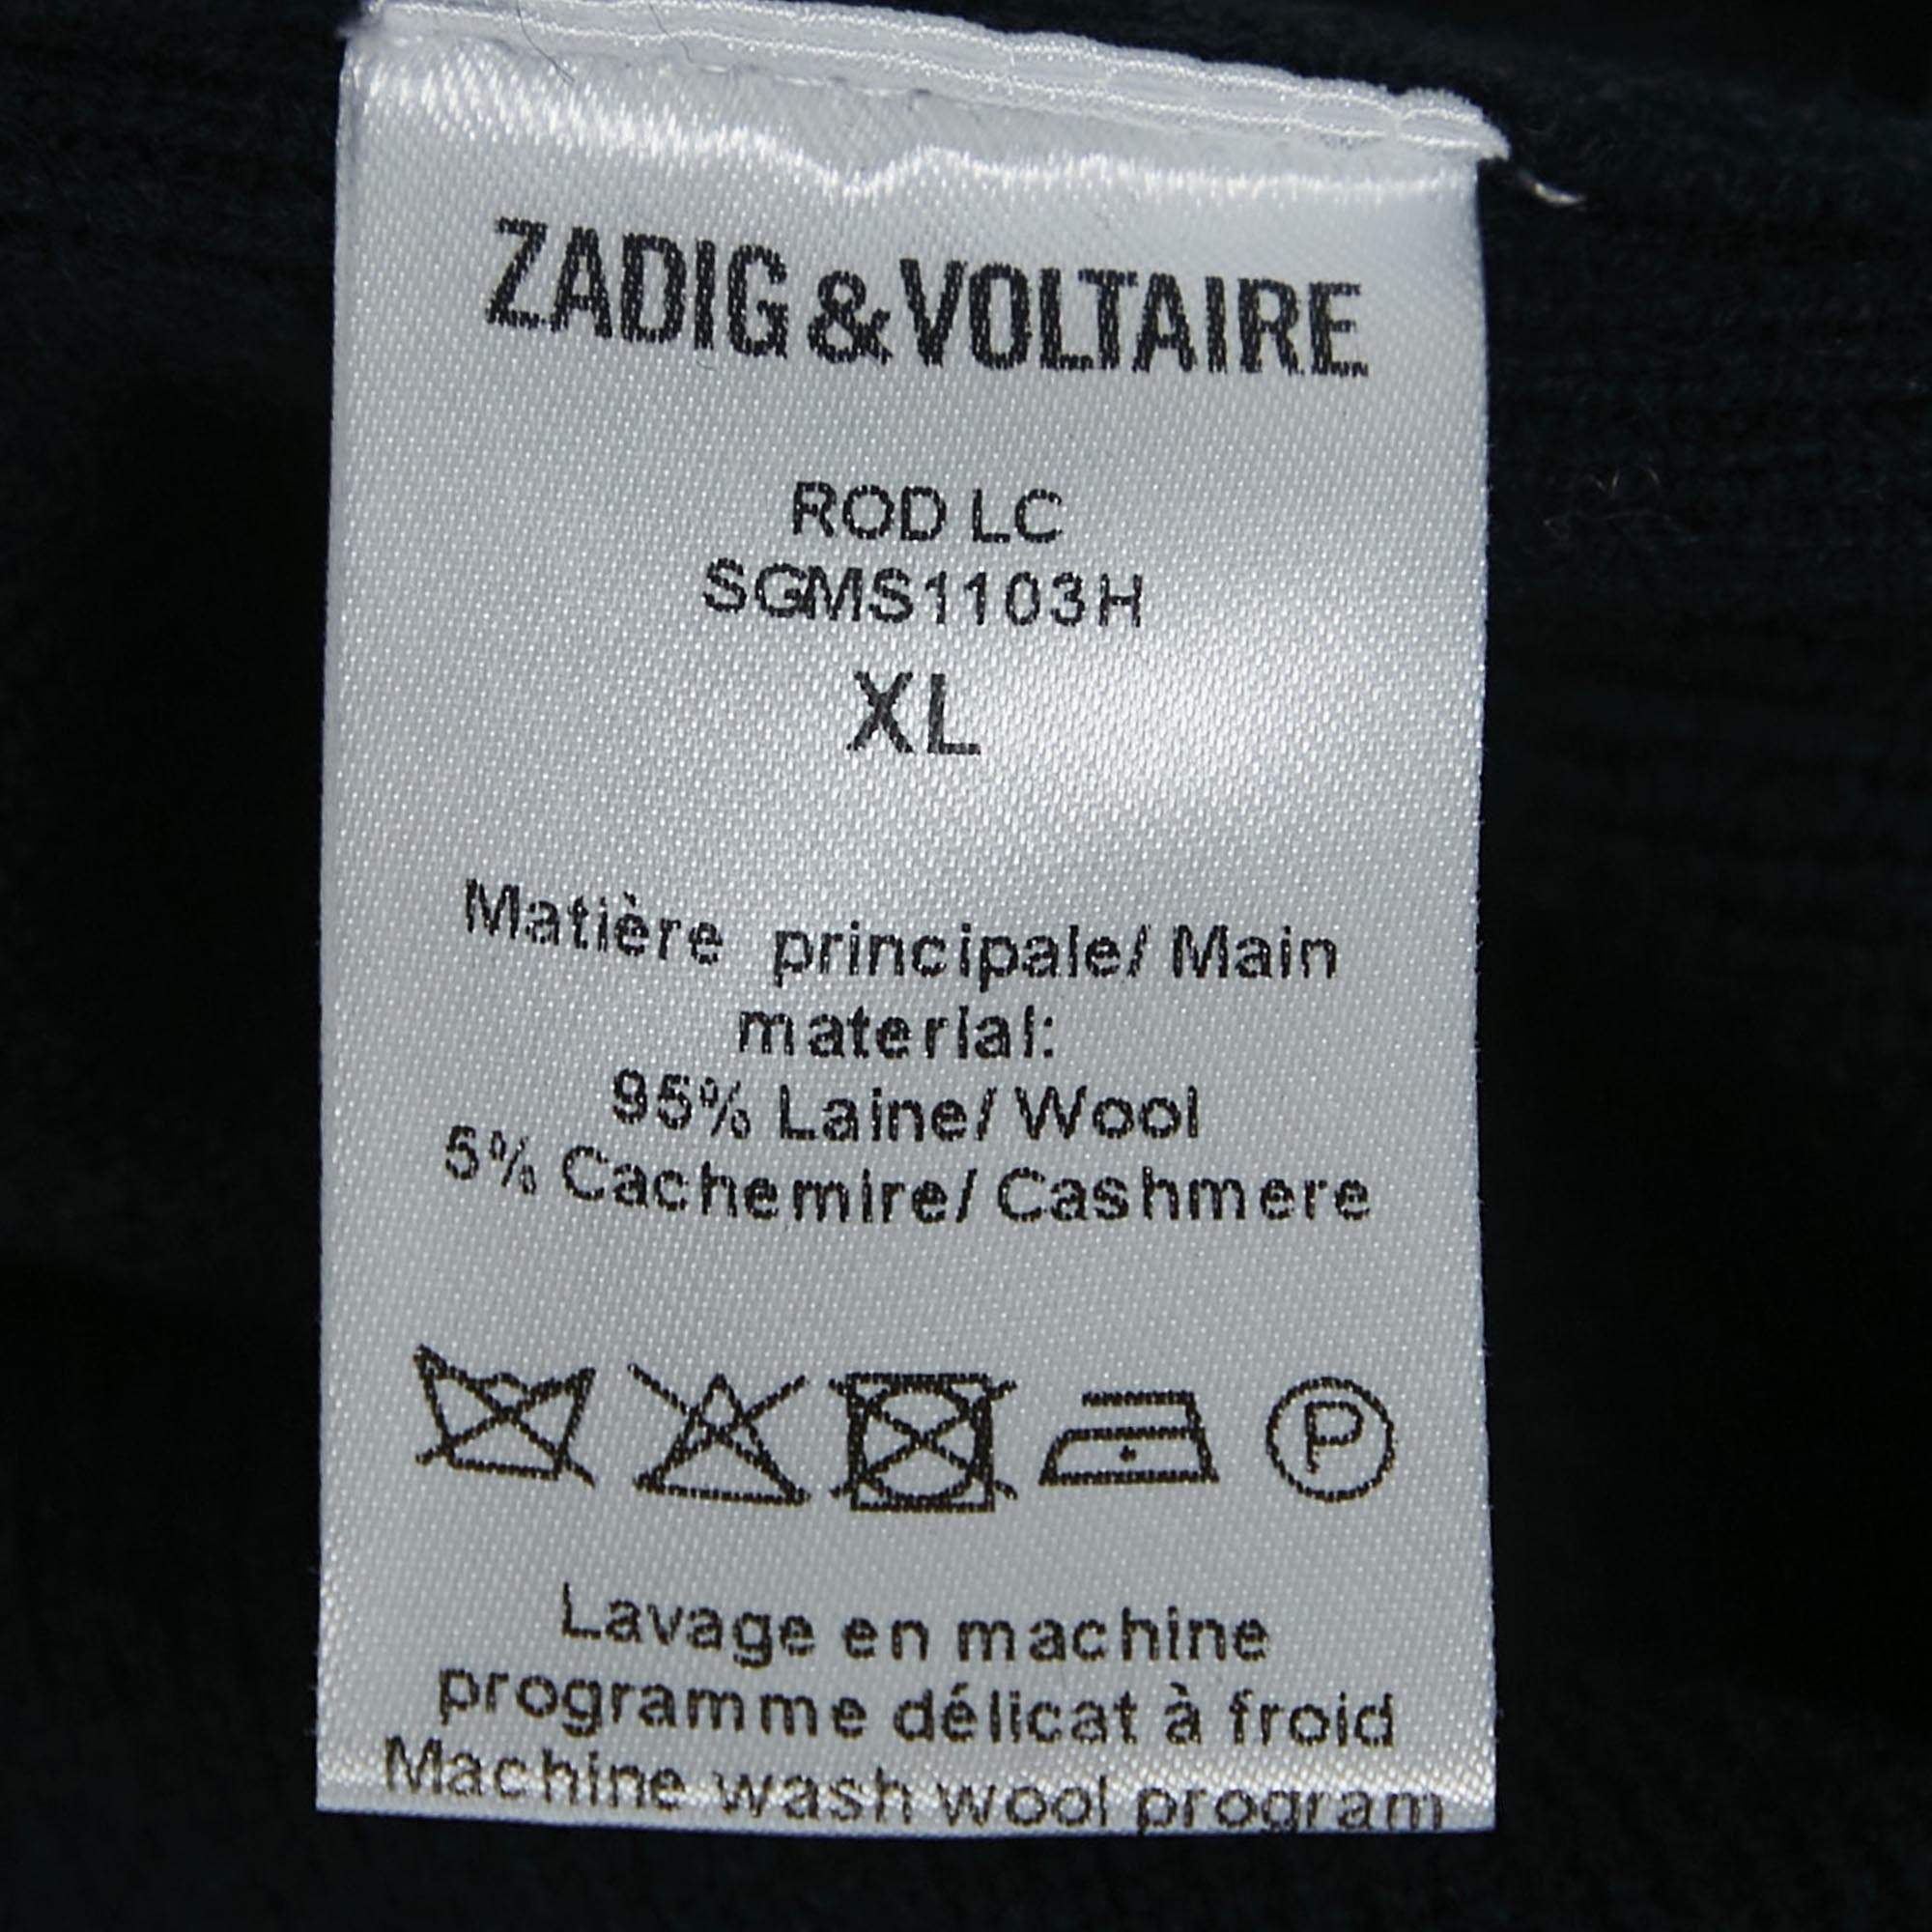 ZADIG & VOLTAIRE
ROD LC
SGMS1103H
XL
Matière principale/ Main
material:
95% Laine/ Wool
5% Cachemire/ Cashmere
P
Lavage en machine
programme délicat à froid
Machine wash wool program